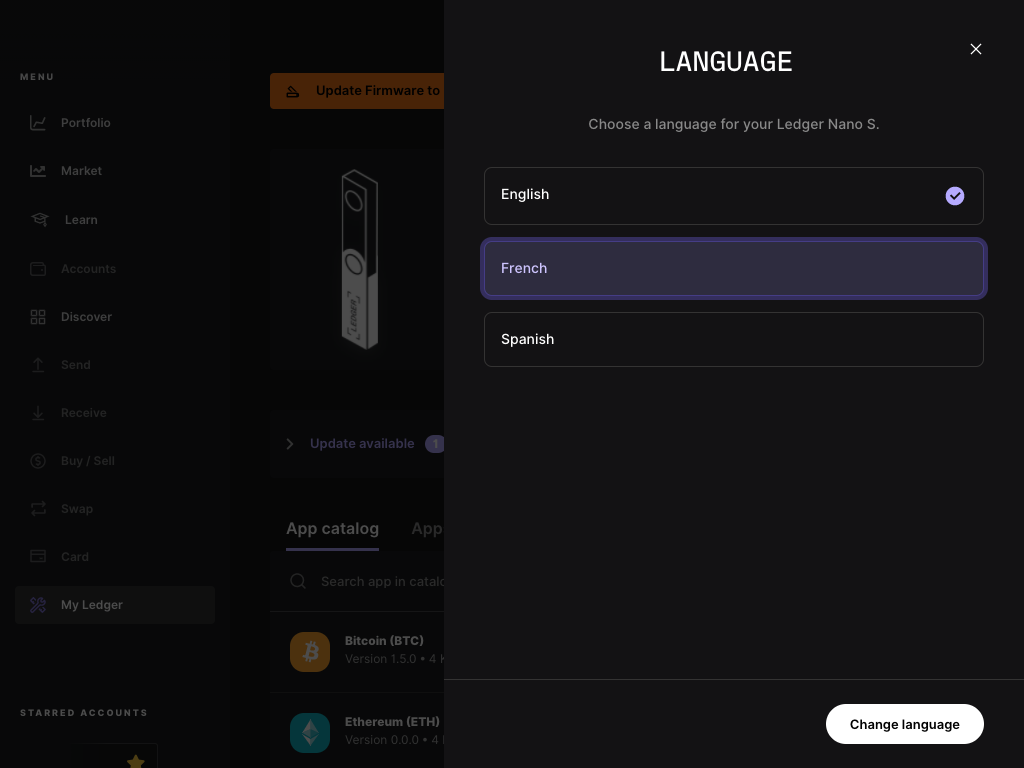 MENU
Portfolio
Market
Learn
Accounts
Discover
Send
Receive
Buy / Sell
Swap
Card
My Ledger
STARRED ACCOUNTS
Update Firmware to
LEDGER
Update available 1
App catalog App
Search app in catalo
Bitcoin (BTC)
Version 1.5.0 • 4 K
Ethereum (ETH)
Version 0.0.0 • 4
LANGUAGE
Choose a language for your Ledger Nano S.
English
French
Spanish
Change language